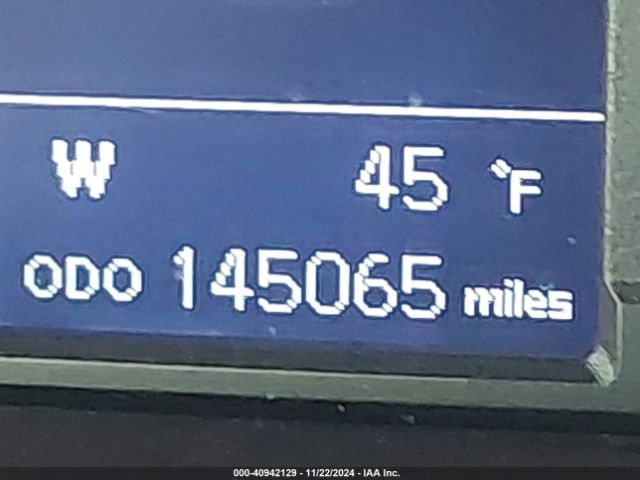 W 45 °F
ODO 145065 miles
000-40942129 - 11/22/2024 - IAA Inc.